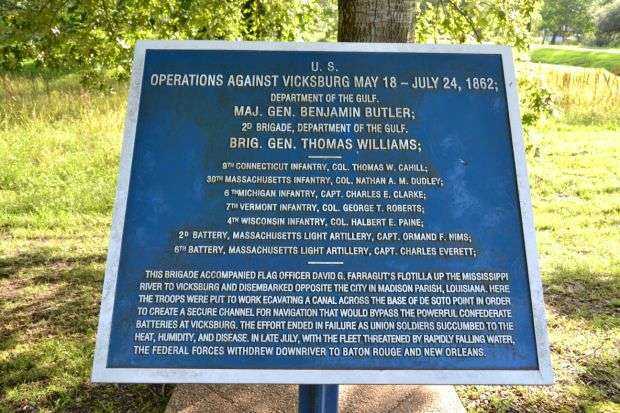 U. S.
OPERATIONS AGAINST VICKSBURG MAY 18 – JULY 24, 1862;
DEPARTMENT OF THE GULF.
MAJ. GEN. BENJAMIN BUTLER;
2D BRIGADE, DEPARTMENT OF THE GULF.
BRIG. GEN. THOMAS WILLIAMS;
9TH CONNECTICUT INFANTRY, COL. THOMAS W. CAHILL;
30TH MASSACHUSETTS INFANTRY, COL. NATHAN A. M. DUDLEY;
6 THMICHIGAN INFANTRY, CAPT. CHARLES E. CLARKE;
7TH VERMONT INFANTRY, COL. GEORGE T. ROBERTS;
4TH WISCONSIN INFANTRY, COL. HALBERT E. PAINE;
2D BATTERY, MASSACHUSETTS LIGHT ARTILLERY, CAPT. ORMAND F. NIMS;
6TH BATTERY, MASSACHUSETTS LIGHT ARTILLERY, CAPT. CHARLES EVERETT;
THIS BRIGADE ACCOMPANIED FLAG OFFICER DAVID G. FARRAGUT'S FLOTILLA UP THE MISSISSIPPI
RIVER TO VICKSBURG AND DISEMBARKED OPPOSITE THE CITY IN MADISON PARISH, LOUISIANA. HERE
THE TROOPS WERE PUT TO WORK ECAVATING A CANAL ACROSS THE BASE OF DE SOTO POINT IN ORDER
TO CREATE A SECURE CHANNEL FOR NAVIGATION THAT WOULD BYPASS THE POWERFUL CONFEDERATE
BATTERIES AT VICKSBURG. THE EFFORT ENDED IN FAILURE AS UNION SOLDIERS SUCCUMBED TO THE
HEAT, HUMIDITY, AND DISEASE. IN LATE JULY, WITH THE FLEET THREATENED BY RAPIDLY FALLING WATER,
THE FEDERAL FORCES WITHDREW DOWNRIVER TO BATON ROUGE AND NEW ORLEANS.